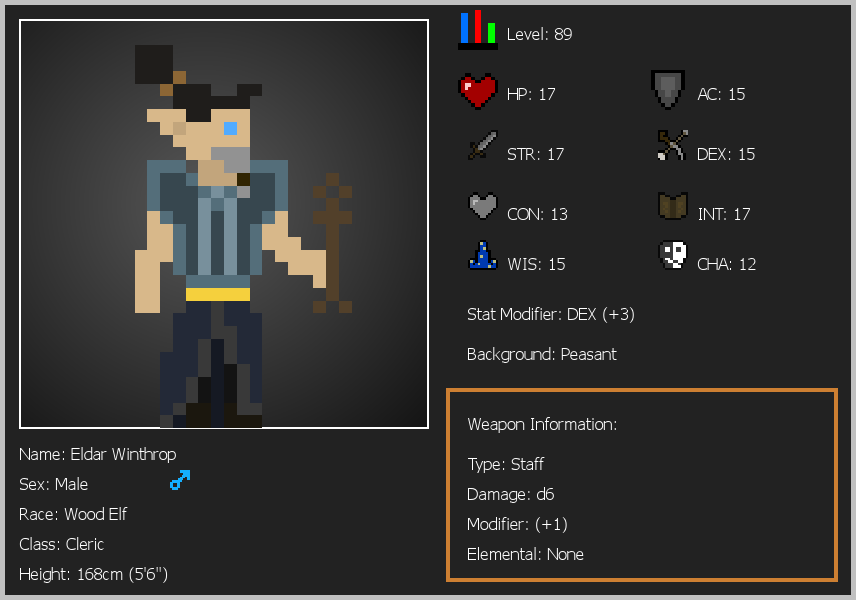 Level: 89
HP: 17
AC: 15
STR: 17
DEX: 15
CON: 13
INT: 17
WIS: 15
CHA: 12
Stat Modifier: DEX (+3)
Background: Peasant
Weapon Information:
Type: Staff
Damage: d6
Modifier: (+1)
Elemental: None
Name: Eldar Winthrop
Sex: Male
Race: Wood Elf
Class: Cleric
Height: 168cm (5'6")